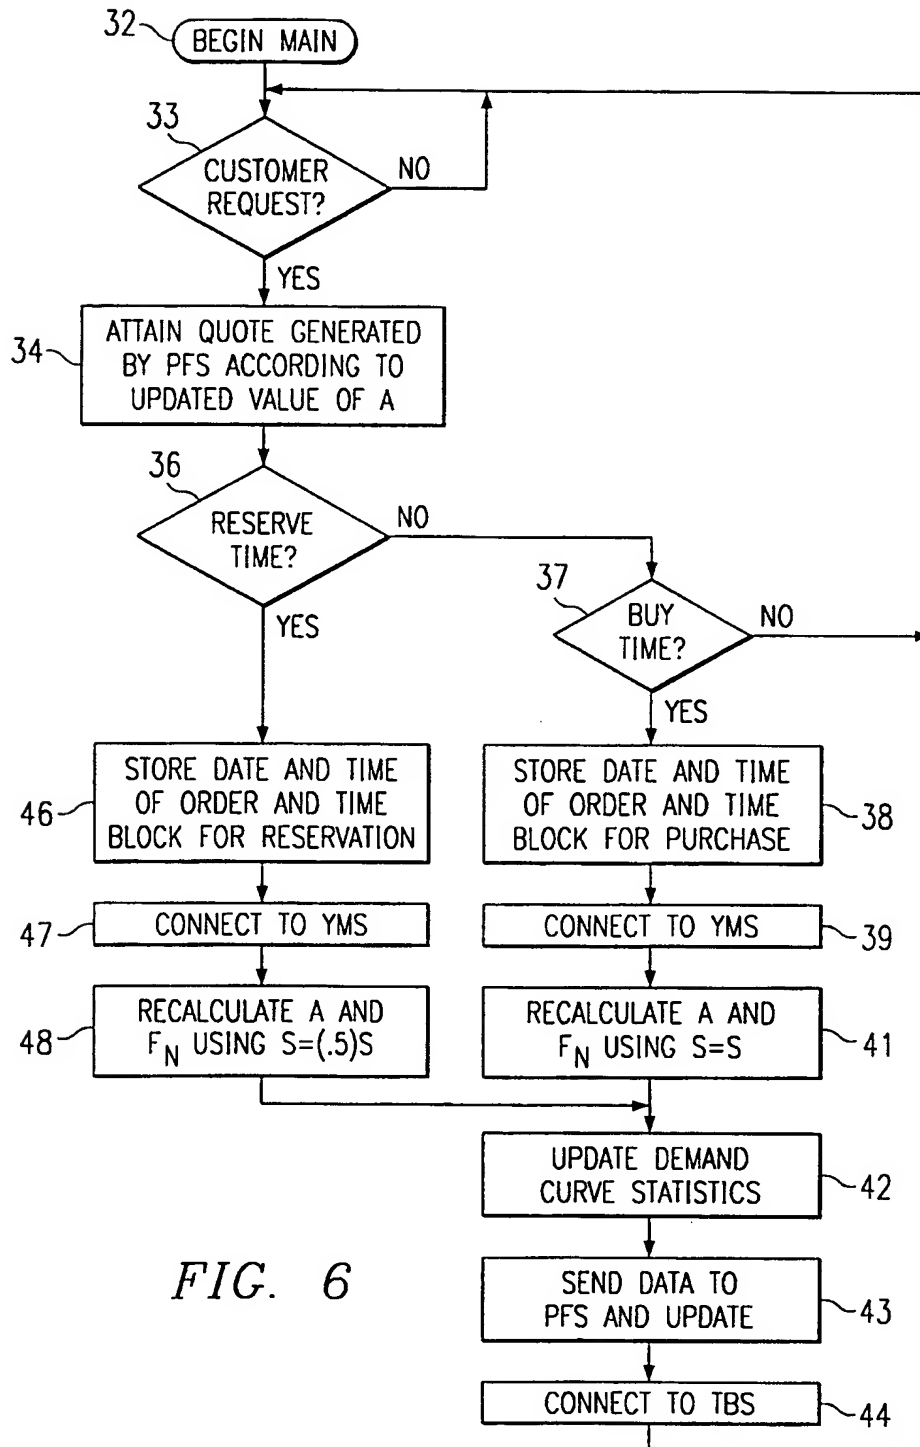 32
BEGIN MAIN
33
CUSTOMER
REQUEST?
NO
YES
34
ATTAIN QUOTE GENERATED
BY PFS ACCORDING TO
UPDATED VALUE OF A
36
RESERVE
TIME?
NO
YES
37
BUY
TIME?
NO
YES
46
STORE DATE AND TIME
OF ORDER AND TIME
BLOCK FOR RESERVATION
STORE DATE AND TIME
OF ORDER AND TIME
BLOCK FOR PURCHASE
38
47
CONNECT TO YMS
CONNECT TO YMS
39
48
RECALCULATE A AND
F_N USING S=(.5)S
RECALCULATE A AND
F_N USING S=S
41
UPDATE DEMAND
CURVE STATISTICS
42
FIG. 6
SEND DATA TO
PFS AND UPDATE
43
CONNECT TO TBS
44